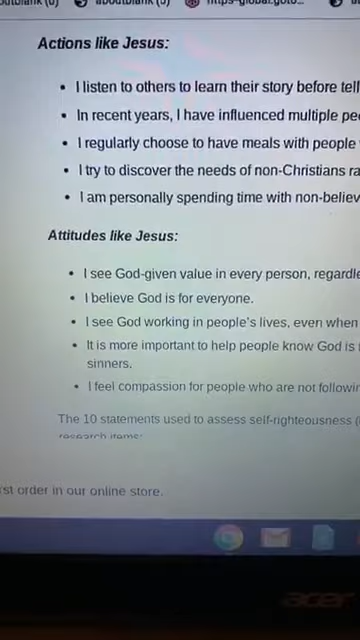 Actions like Jesus:
I listen to others to learn their story before tell
In recent years, I have influenced multiple pe
I regularly choose to have meals with people
I try to discover the needs of non-Christians ra
I am personally spending time with non-believ
Attitudes like Jesus:
I see God-given value in every person, regardle
I believe God is for everyone.
I see God working in people's lives, even when
It is more important to help people know God is
sinners.
I feel compassion for people who are not followin
The 10 statements used to assess self-righteousness (
research items:
rst order in our online store.
acer